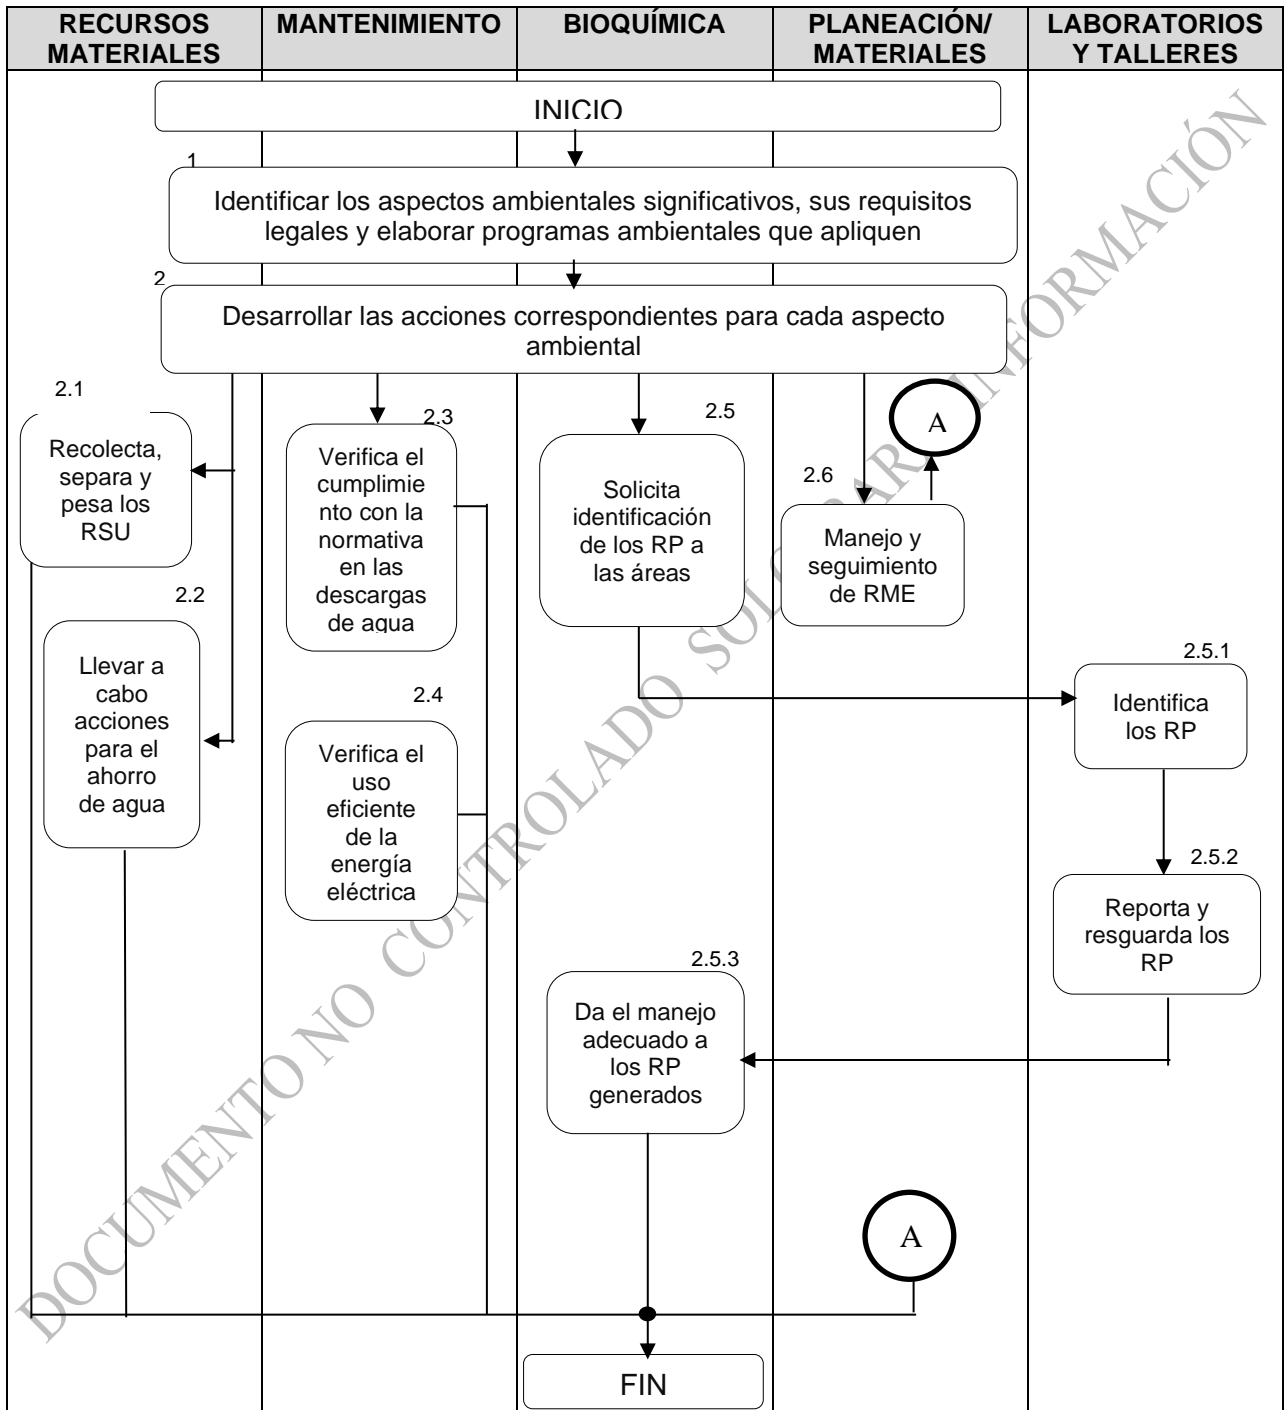 RECURSOS
MATERIALES
MANTENIMIENTO
BIOQUÍMICA
PLANEACIÓN/
MATERIALES
LABORATORIOS
Y TALLERES
INICIO
1
Identificar los aspectos ambientales significativos, sus requisitos
legales y elaborar programas ambientales que apliquen
2
Desarrollar las acciones correspondientes para cada aspecto
ambiental
2.1
Recolecta,
separa y
pesa los
RSU
2.2
Llevar a
cabo
acciones
para el
ahorro
de agua
2.3
Verifica el
cumplimie
nto con la
normativa
en las
descargas
de agua
2.4
Verifica el
uso
eficiente
de la
energía
eléctrica
2.5
Solicita
identificación
de los RP a
las áreas
2.6
Manejo y
seguimiento
de RME
A
2.5.1
Identifica
los RP
2.5.2
Reporta y
resguarda los
RP
2.5.3
Da el manejo
adecuado a
los RP
generados
A
FIN
DOCUMENTO NO CONTROLADO SOLO PARA INFORMACIÓN